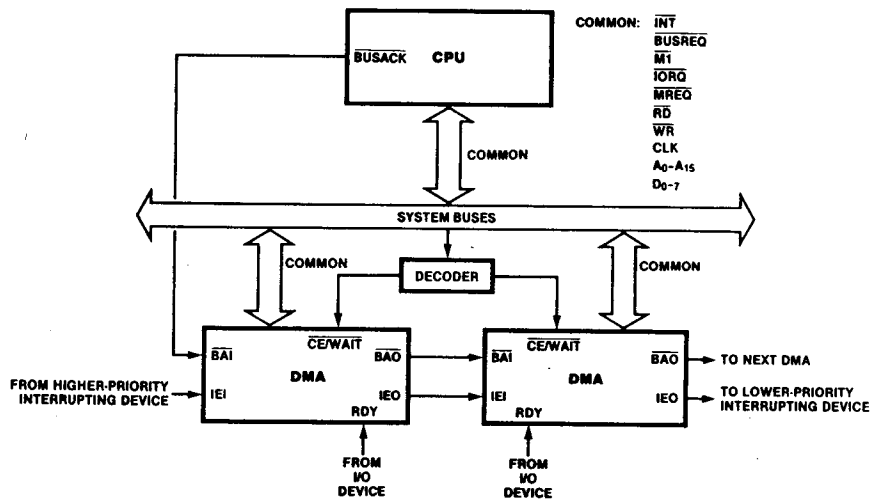 COMMON: INT
BUSREQ
M1
IORQ
MREQ
RD
WR
CLK
A0-A15
D0-7
BUSACK CPU
COMMON
SYSTEM BUSES
COMMON
DECODER
COMMON
CE/WAIT
BAI
BAO
DMA
IEI
IEO
RDY
CE/WAIT
BAI
BAO
DMA
IEI
IEO
RDY
FROM HIGHER-PRIORITY
INTERRUPTING DEVICE
TO NEXT DMA
TO LOWER-PRIORITY
INTERRUPTING DEVICE
FROM
I/O
DEVICE
FROM
I/O
DEVICE